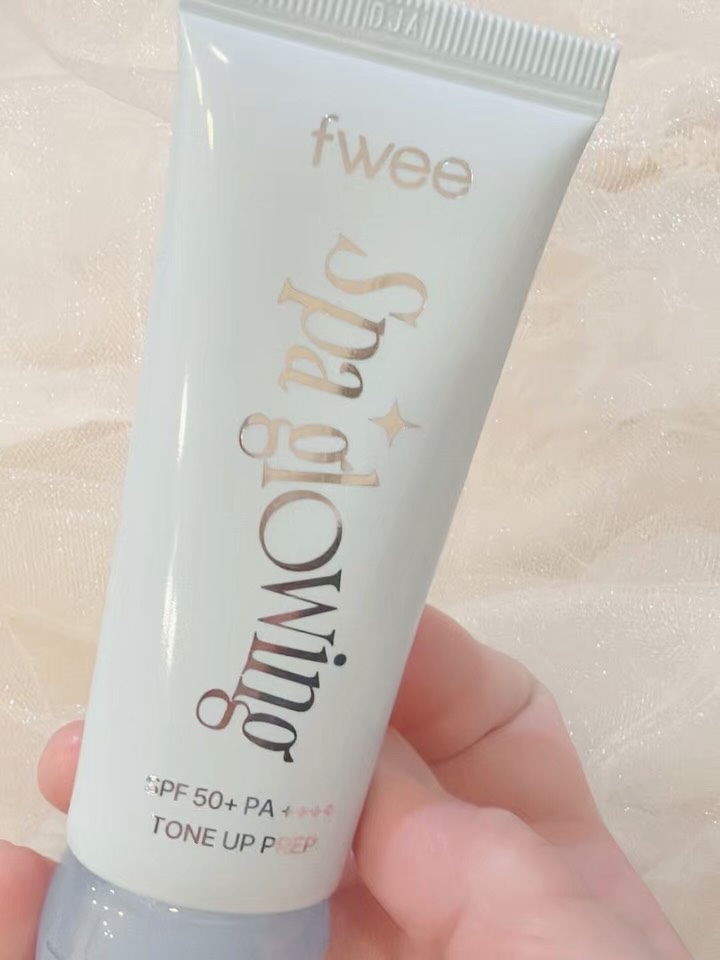 fwee
Spa glowing
SPF 50+ PA ++++
TONE UP PREP